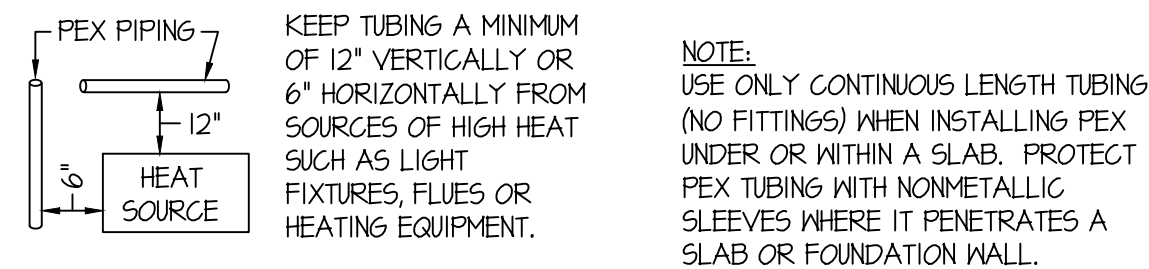 PEX PIPING
12"
6"
HEAT
SOURCE
KEEP TUBING A MINIMUM
OF 12" VERTICALLY OR
6" HORIZONTALLY FROM
SOURCES OF HIGH HEAT
SUCH AS LIGHT
FIXTURES, FLUES OR
HEATING EQUIPMENT.
NOTE:
USE ONLY CONTINUOUS LENGTH TUBING
(NO FITTINGS) WHEN INSTALLING PEX
UNDER OR WITHIN A SLAB. PROTECT
PEX TUBING WITH NONMETALLIC
SLEEVES WHERE IT PENETRATES A
SLAB OR FOUNDATION WALL.